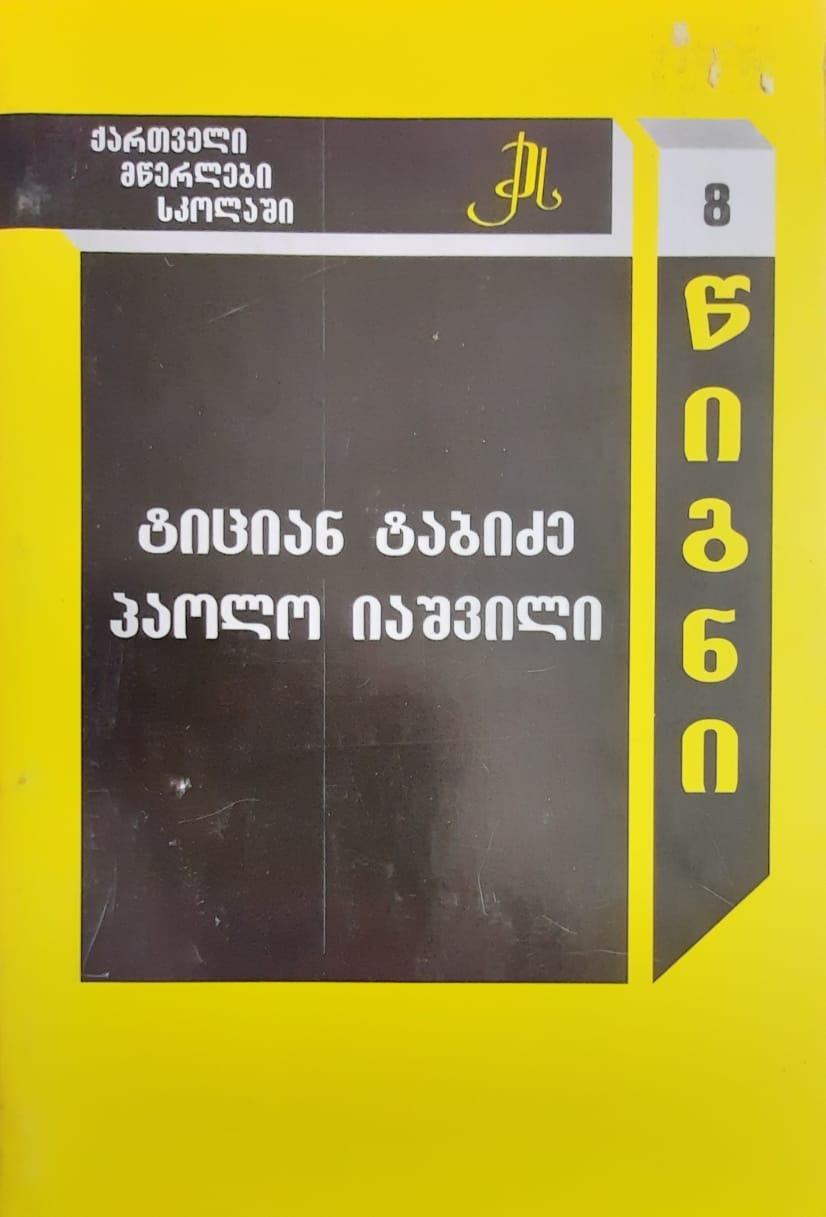 ქართველი
მწერლები
სკოლაში
8
წიგნი
ტიციან ტაბიძე
პაოლო იაშვილი